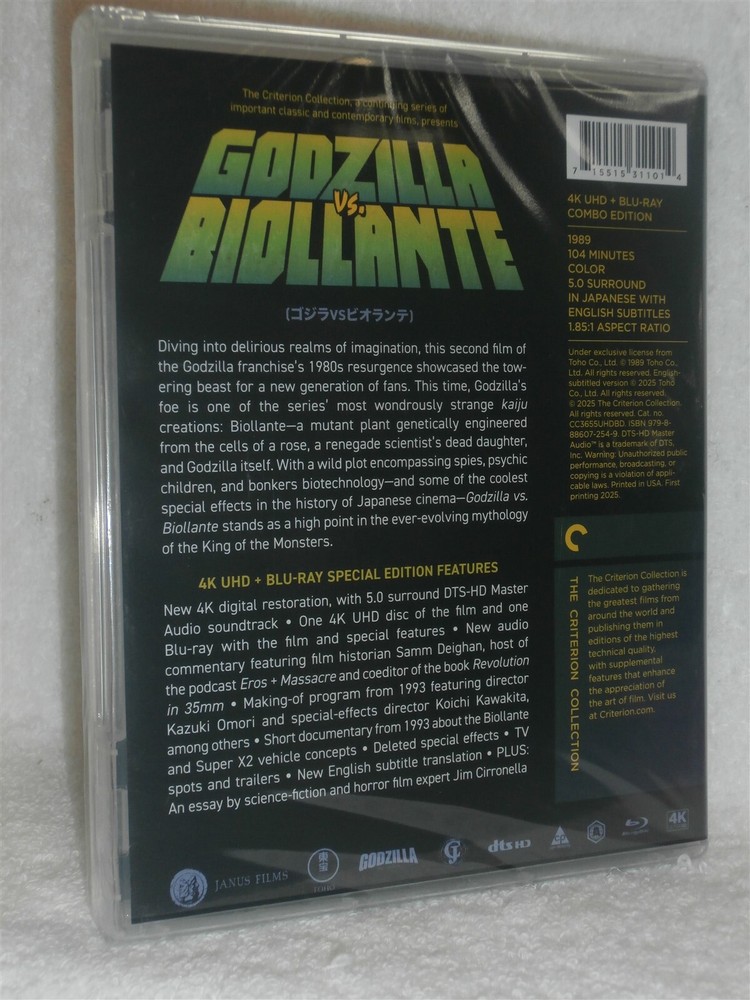 The Criterion Collection, a continuing series of
important classic and contemporary films, presents
GODZILLA
VS.
BIOLLANTE
(ゴジラVSビオランテ)
Diving into delirious realms of imagination, this second film of
the Godzilla franchise's 1980s resurgence showcased the tow-
ering beast for a new generation of fans. This time, Godzilla's
foe is one of the series' most wondrously strange kaiju
creations: Biollante—a mutant plant genetically engineered
from the cells of a rose, a renegade scientist's dead daughter,
and Godzilla itself. With a wild plot encompassing spies, psychic
children, and bonkers biotechnology—and some of the coolest
special effects in the history of Japanese cinema—Godzilla vs.
Biollante stands as a high point in the ever-evolving mythology
of the King of the Monsters.
4K UHD + BLU-RAY SPECIAL EDITION FEATURES
New 4K digital restoration, with 5.0 surround DTS-HD Master
Audio soundtrack • One 4K UHD disc of the film and one
Blu-ray with the film and special features • New audio
commentary featuring film historian Samm Deighan, host of
the podcast Eros + Massacre and coeditor of the book Revolution
in 35mm • Making-of program from 1993 featuring director
Kazuki Omori and special-effects director Koichi Kawakita,
among others • Short documentary from 1993 about the Biollante
and Super X2 vehicle concepts • Deleted special effects • TV
spots and trailers • New English subtitle translation • PLUS:
An essay by science-fiction and horror film expert Jim Cirronella
7 15515 31101 4
4K UHD + BLU-RAY
COMBO EDITION
1989
104 MINUTES
COLOR
5.0 SURROUND
IN JAPANESE WITH
ENGLISH SUBTITLES
1.85:1 ASPECT RATIO
Under exclusive license from
Toho Co., Ltd. © 1989 Toho Co.,
Ltd. All rights reserved. English-
subtitled version © 2025 Toho
Co., Ltd. All rights reserved.
© 2025 The Criterion Collection.
All rights reserved. Cat. no.
CC3655UHDBD. ISBN 979-8-
88607-254-9. DTS-HD Master
Audio™ is a trademark of DTS,
Inc. Warning: Unauthorized public
performance, broadcasting, or
copying is a violation of appli-
cable laws. Printed in USA. First
printing 2025.
THE CRITERION COLLECTION
The Criterion Collection is
dedicated to gathering
the greatest films from
around the world and
publishing them in
editions of the highest
technical quality,
with supplemental
features that enhance
the appreciation of
the art of film. Visit us
at Criterion.com.
JANUS FILMS
東宝
TOHO
GODZILLA
dts HD
Blu-ray
4K